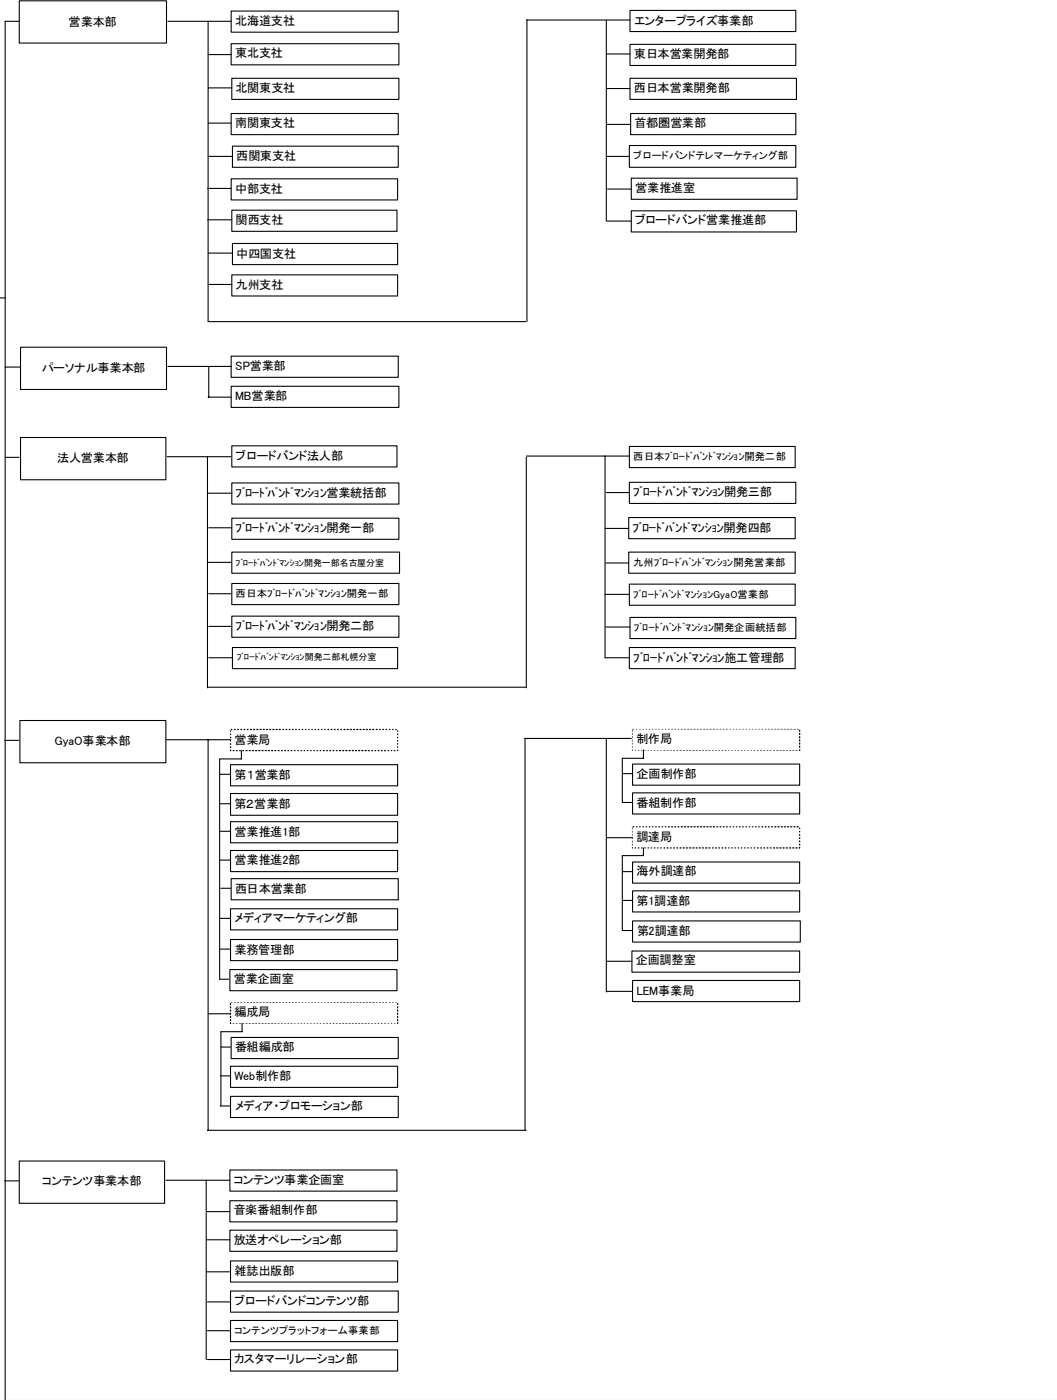 営業本部
北海道支社
東北支社
北関東支社
南関東支社
西関東支社
中部支社
関西支社
中四国支社
九州支社
エンタープライズ事業部
東日本営業開発部
西日本営業開発部
首都圏営業部
ブロードバンドテレマーケティング部
営業推進室
ブロードバンド営業推進部
パーソナル事業本部
SP営業部
MB営業部
法人営業本部
ブロードバンド法人部
ブロードバンドマンション営業統括部
ブロードバンドマンション開発一部
ブロードバンドマンション開発一部名古屋分室
西日本ブロードバンドマンション開発一部
ブロードバンドマンション開発二部
ブロードバンドマンション開発二部札幌分室
西日本ブロードバンドマンション開発二部
ブロードバンドマンション開発三部
ブロードバンドマンション開発四部
九州ブロードバンドマンション開発営業部
ブロードバンドマンションGyaO営業部
ブロードバンドマンション開発企画統括部
ブロードバンドマンション施工管理部
GyaO事業本部
営業局
第1営業部
第2営業部
営業推進1部
営業推進2部
西日本営業部
メディアマーケティング部
業務管理部
営業企画室
編成局
番組編成部
Web制作部
メディア・プロモーション部
制作局
企画制作部
番組制作部
調達局
海外調達部
第1調達部
第2調達部
企画調整室
LEM事業局
コンテンツ事業本部
コンテンツ事業企画室
音楽番組制作部
放送オペレーション部
雑誌出版部
ブロードバンドコンテンツ部
コンテンツプラットフォーム事業部
カスタマーリレーション部